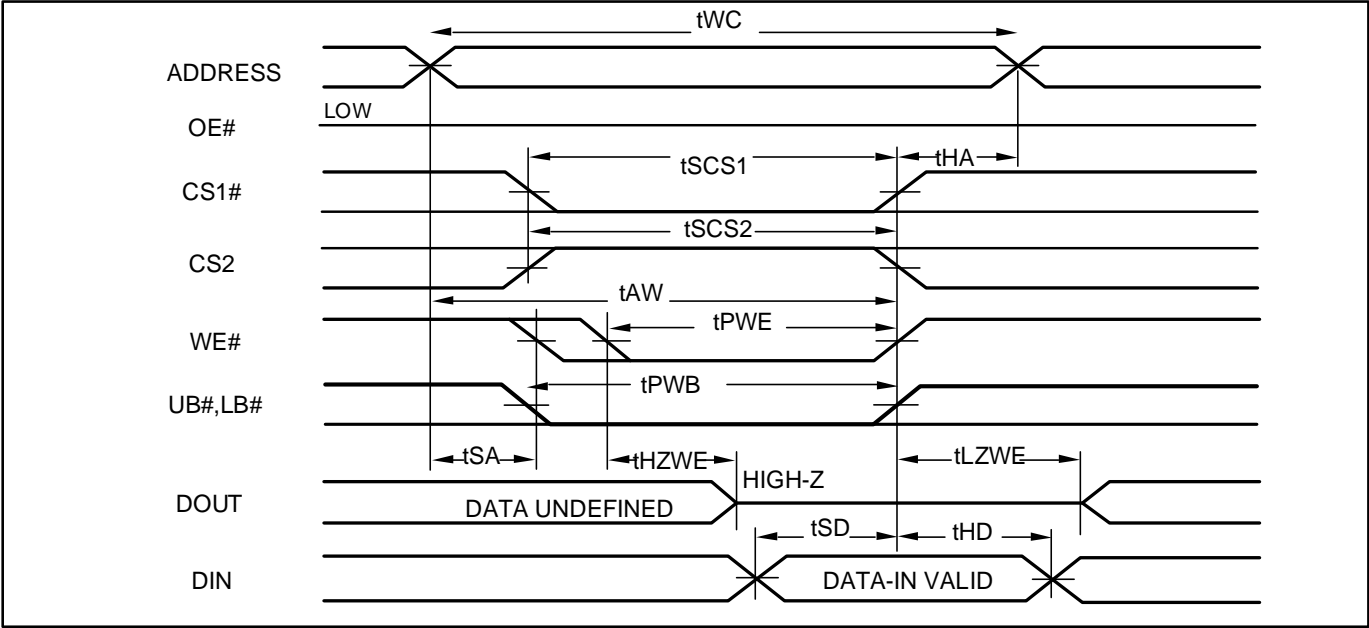 tWC
ADDRESS
LOW
OE#
tSCS1
tHA
CS1#
tSCS2
CS2
tAW
tPWE
WE#
tPWB
UB#,LB#
tSA
tHZWE
tLZWE
HIGH-Z
DOUT
DATA UNDEFINED
tSD
tHD
DIN
DATA-IN VALID